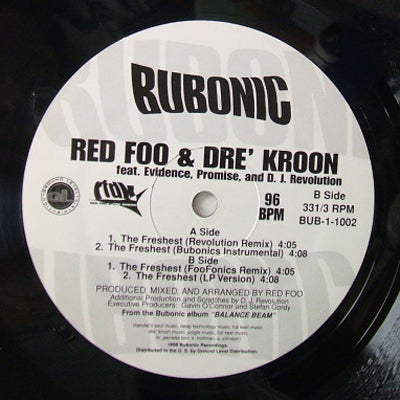 BUBONIC
RED FOO & DRE' KROON
feat. Evidence, Promise, and D. J. Revolution
96
BPM
B Side
331/3 RPM
BUB-1-1002
A Side
1. The Freshest (Revolution Remix) 4:05
2. The Freshest (Bubonics Instrumental) 4:08
B Side
1. The Freshest (FooFonics Remix) 4:05
2. The Freshest (LP Version) 4:08
PRODUCED, MIXED, AND ARRANGED BY RED FOO
Additional Production and Scratches by D. J. Revolution
Executive Producers: Gavin O'Connor and Stefan Gordy
From the Bubonic album "BALANCE BEAM"
1998 Bubonic Recordings.
Distributed in the U. S. by Ground Level Distribution.